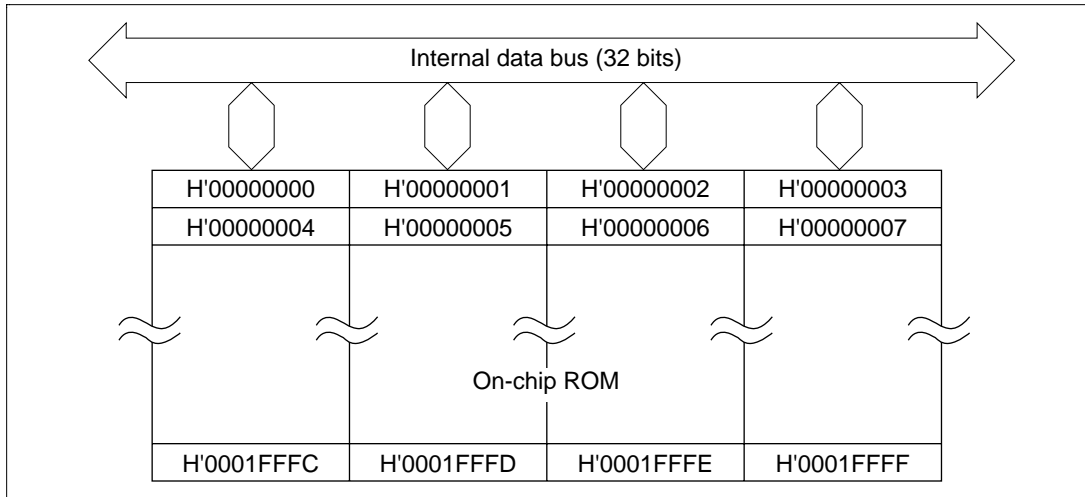 Internal data bus (32 bits)
H'00000000 H'00000001 H'00000002 H'00000003
H'00000004 H'00000005 H'00000006 H'00000007
On-chip ROM
H'0001FFFC H'0001FFFD H'0001FFFE H'0001FFFF